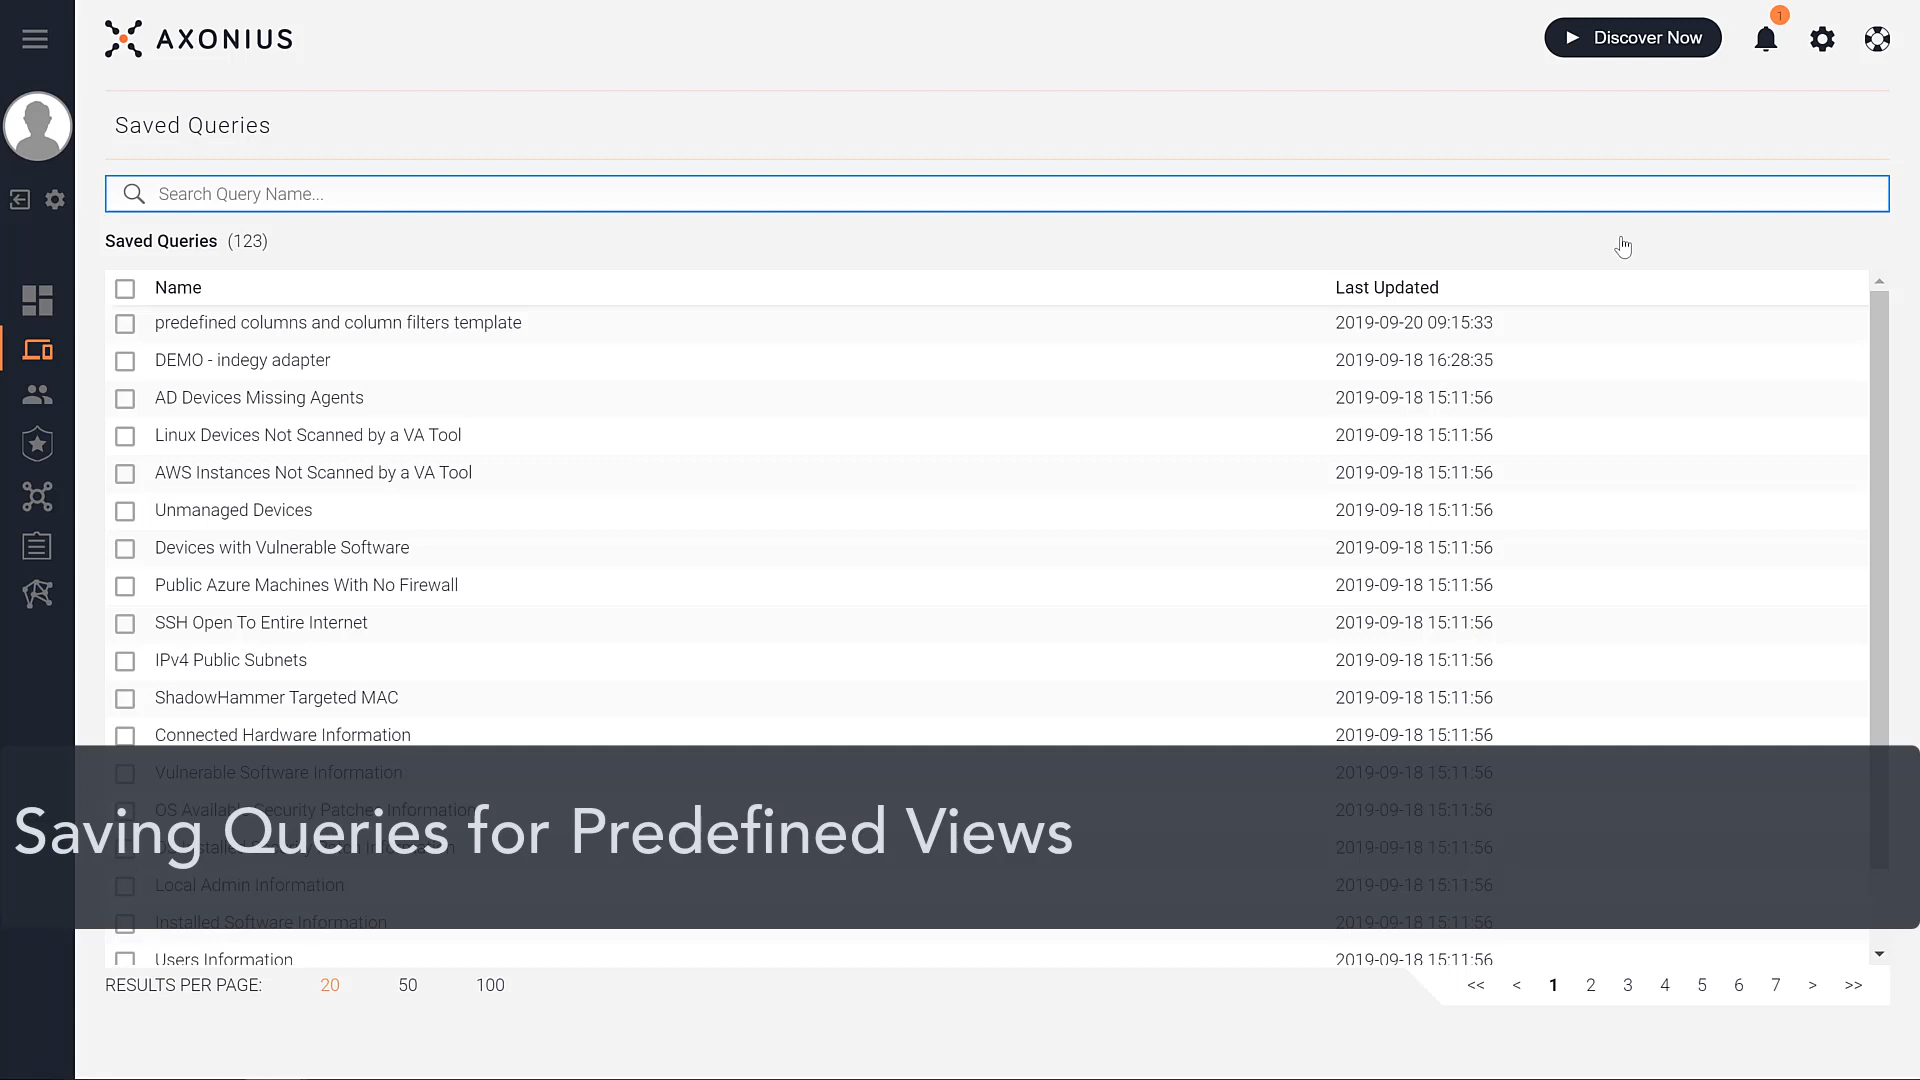 AXONIUS
Discover Now
1
Saved Queries
Search Query Name...
Saved Queries (123)
Name Last Updated
predefined columns and column filters template 2019-09-20 09:15:33
DEMO - indegy adapter 2019-09-18 16:28:35
AD Devices Missing Agents 2019-09-18 15:11:56
Linux Devices Not Scanned by a VA Tool 2019-09-18 15:11:56
AWS Instances Not Scanned by a VA Tool 2019-09-18 15:11:56
Unmanaged Devices 2019-09-18 15:11:56
Devices with Vulnerable Software 2019-09-18 15:11:56
Public Azure Machines With No Firewall 2019-09-18 15:11:56
SSH Open To Entire Internet 2019-09-18 15:11:56
IPv4 Public Subnets 2019-09-18 15:11:56
ShadowHammer Targeted MAC 2019-09-18 15:11:56
Connected Hardware Information 2019-09-18 15:11:56
Vulnerable Software Information 2019-09-18 15:11:56
OS Available Security Patches Information 2019-09-18 15:11:56
Saving Queries for Predefined Views
2019-09-18 15:11:56
Local Admin Information 2019-09-18 15:11:56
Installed Software Information 2019-09-18 15:11:56
Users Information 2019-09-18 15:11:56
RESULTS PER PAGE: 20 50 100
<< < 1 2 3 4 5 6 7 > >>